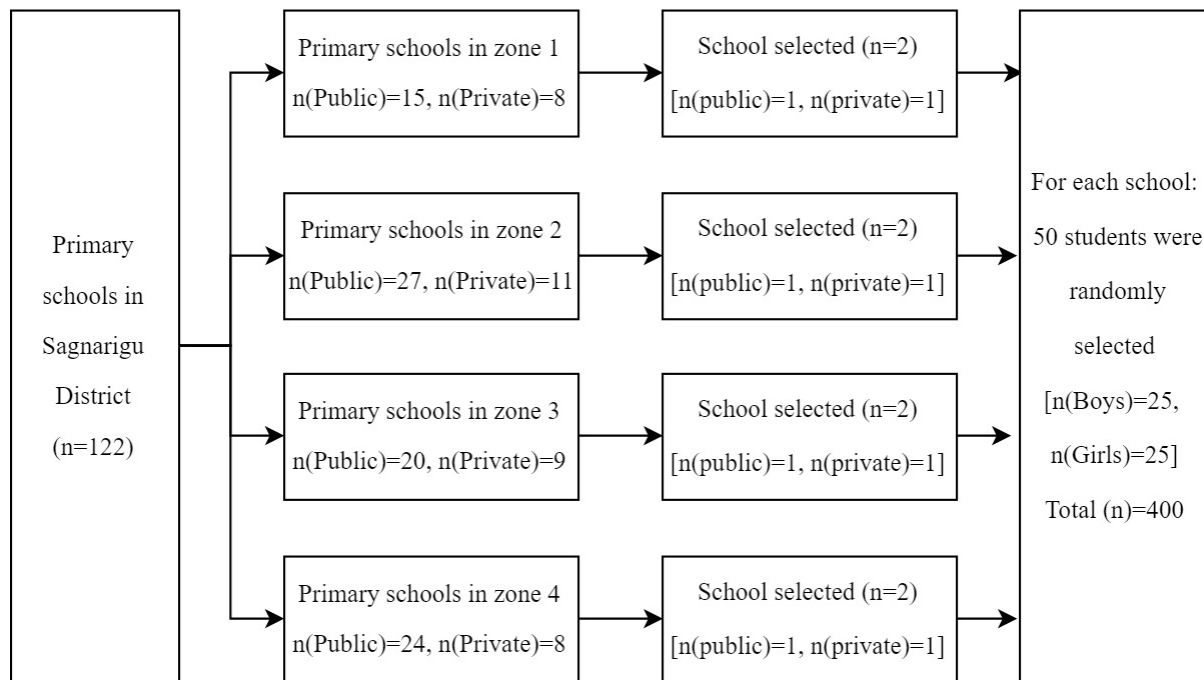 Primary
schools in
Sagnarigu
District
(n=122)
Primary schools in zone 1
n(Public)=15, n(Private)=8
School selected (n=2)
[n(public)=1, n(private)=1]
Primary schools in zone 2
n(Public)=27, n(Private)=11
School selected (n=2)
[n(public)=1, n(private)=1]
Primary schools in zone 3
n(Public)=20, n(Private)=9
School selected (n=2)
[n(public)=1, n(private)=1]
Primary schools in zone 4
n(Public)=24, n(Private)=8
School selected (n=2)
[n(public)=1, n(private)=1]
For each school:
50 students were
randomly
selected
[n(Boys)=25,
n(Girls)=25]
Total (n)=400